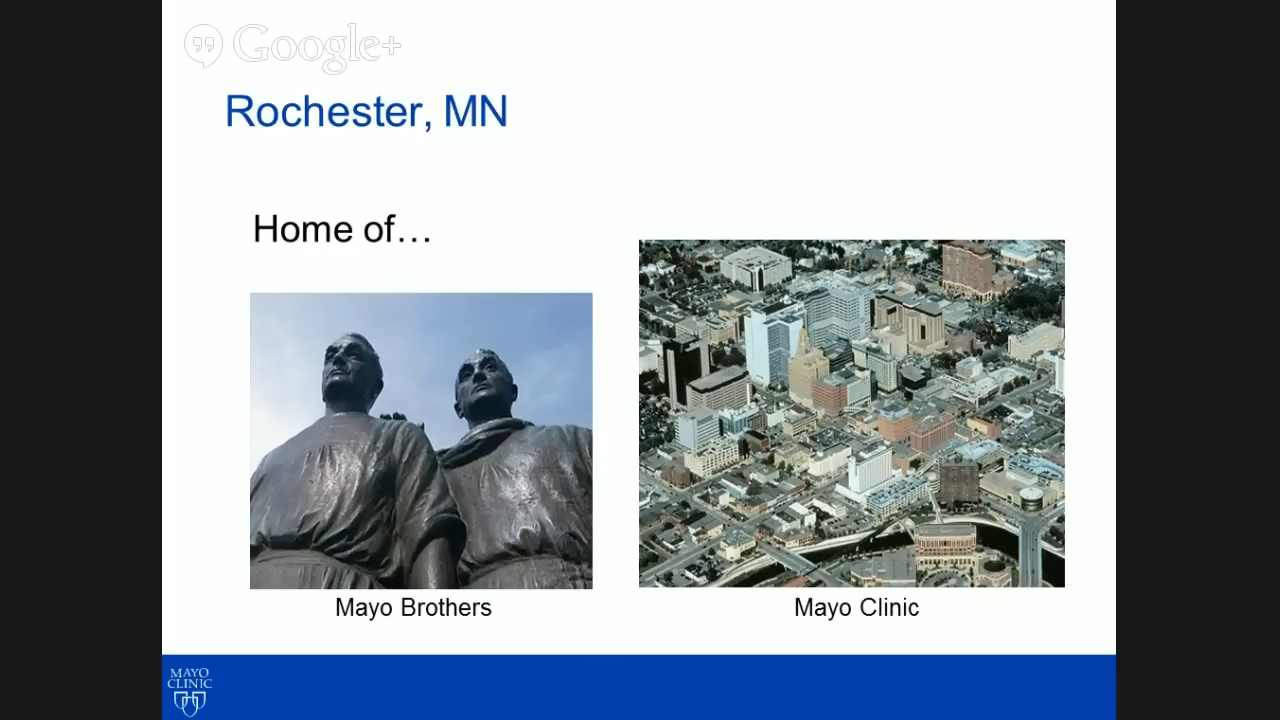 Google+
Rochester, MN
Home of…
Mayo Brothers
Mayo Clinic
MAYO
CLINIC